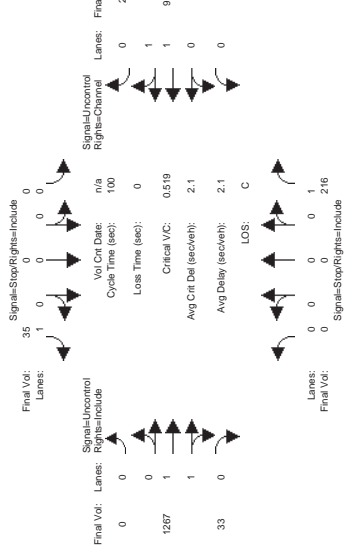 Signal=Stop/Rights=Include
Final Vol: 35 0 0
Lanes: 1 0 0 0 0
Signal=Uncontrol Signal=Uncontrol
Final Vol: Lanes: Rights=Include Vol Cnt Date: n/a Rights=Channel Lanes:
0 0 Cycle Time (sec): 100 0
0 Loss Time (sec): 0 1
1267 1 Critical V/C: 0.519 1
1 Avg Crit Del (sec/veh): 2.1 0
33 0 Avg Delay (sec/veh): 2.1 0
LOS: C
Lanes: 0 0 0 0 1
Final Vol: 0 0 216
Signal=Stop/Rights=Include